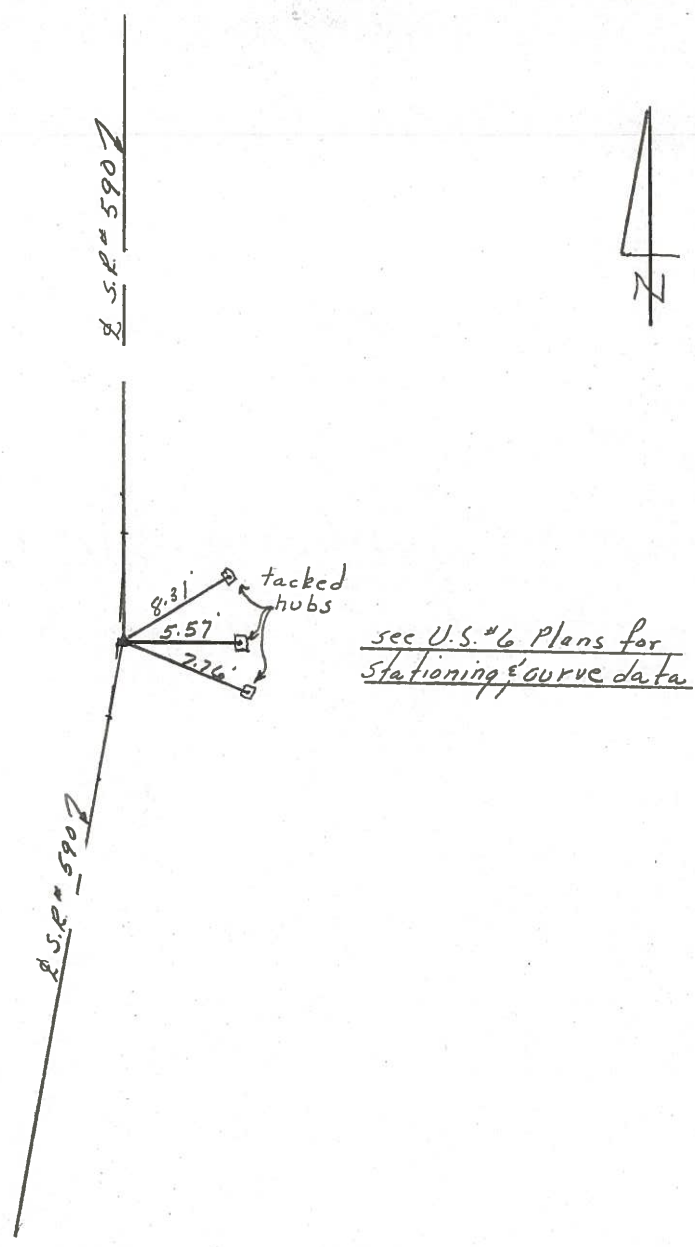 ℄ S.R. # 590
N
8.31'
tacked
hubs
5.57'
7.76'
see U.S. #6 Plans for
stationing & curve data
℄ S.R. # 590